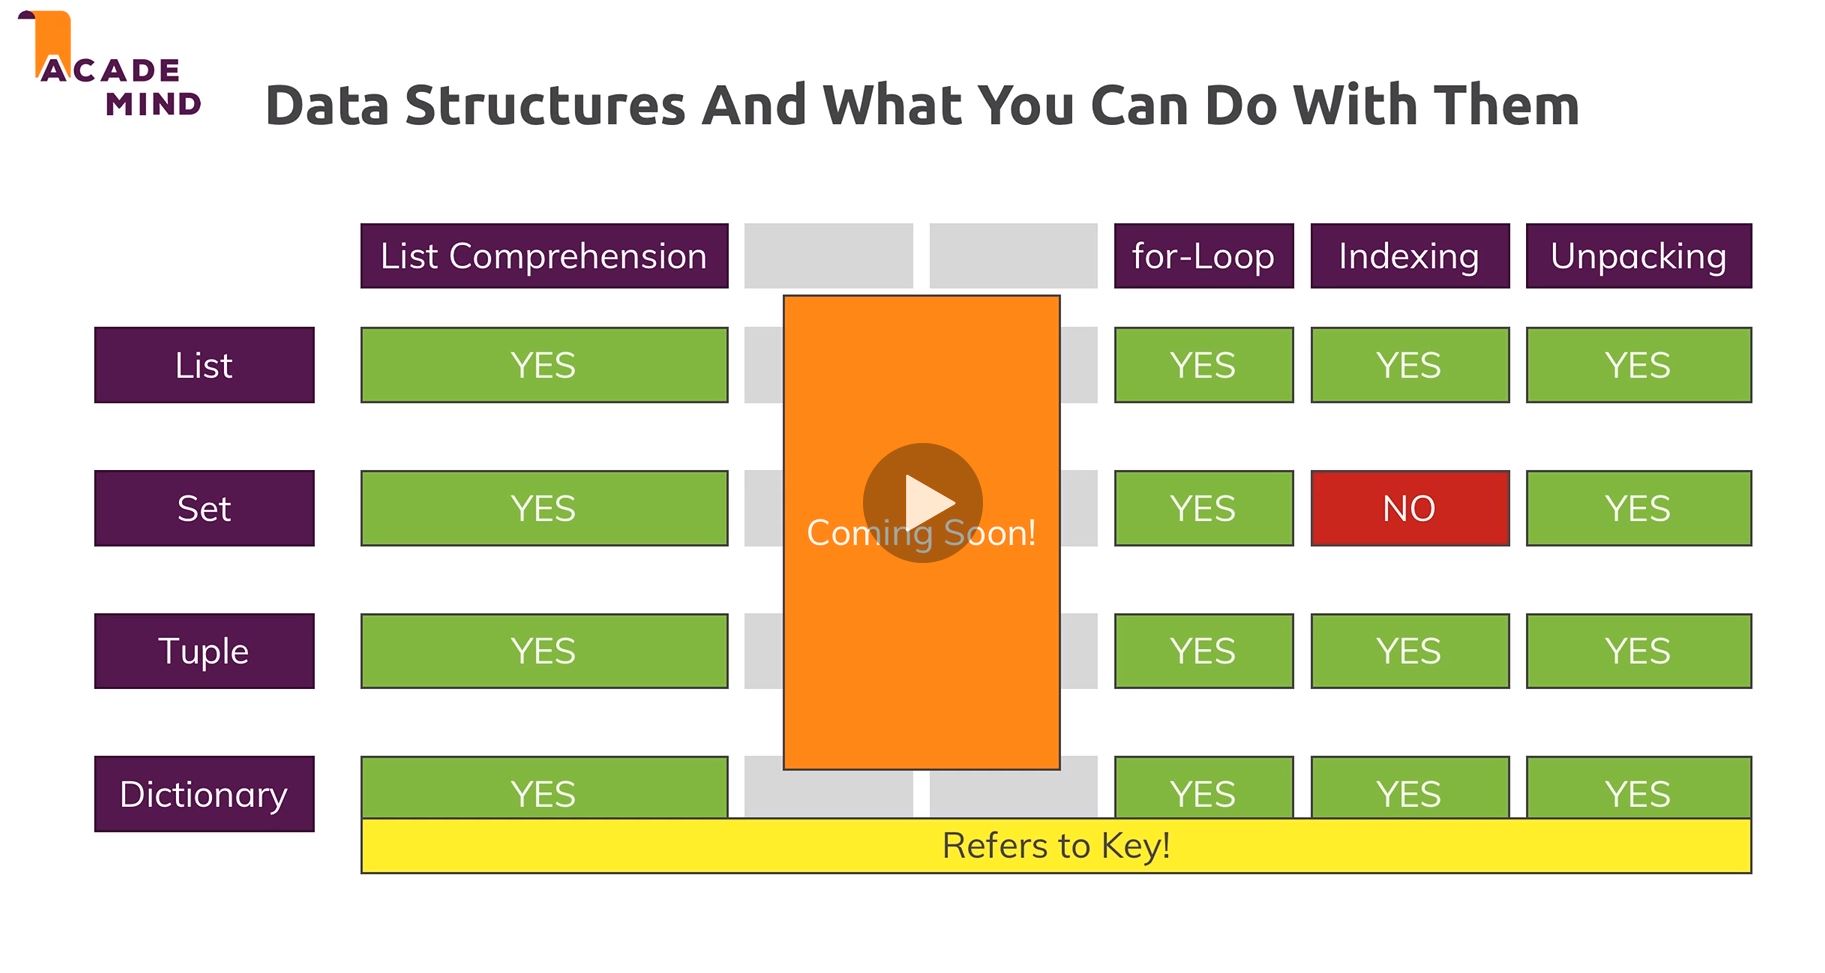 ACADE
MIND
Data Structures And What You Can Do With Them
List Comprehension
for-Loop
Indexing
Unpacking
List
YES
YES
YES
YES
Set
YES
Coming Soon!
YES
NO
YES
Tuple
YES
YES
YES
YES
Dictionary
YES
YES
YES
YES
Refers to Key!